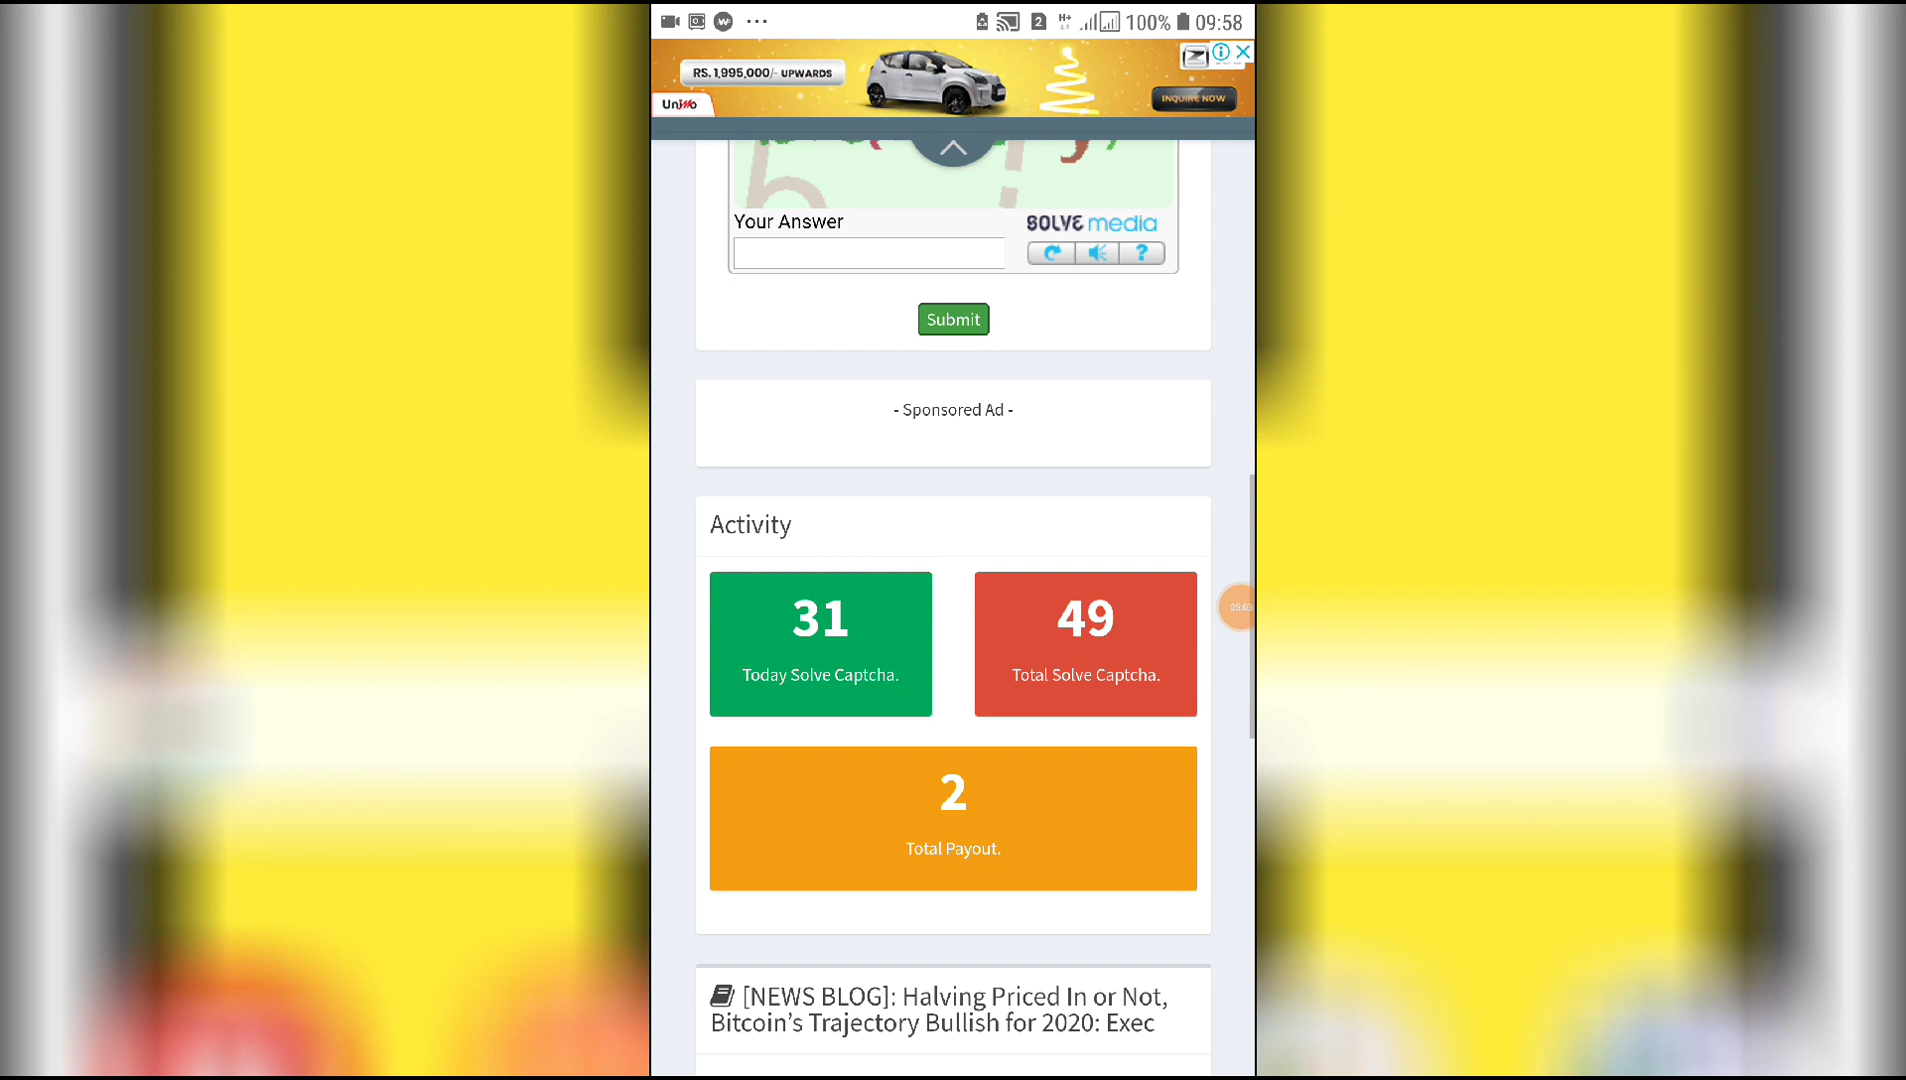 2 H+ 100% 09:58
RS. 1,995,000/- UPWARDS
Unimo
INQUIRE NOW
Your Answer
SOLVE media
?
Submit
- Sponsored Ad -
Activity
31
Today Solve Captcha.
49
Total Solve Captcha.
2
Total Payout.
[NEWS BLOG]: Halving Priced In or Not,
Bitcoin’s Trajectory Bullish for 2020: Exec